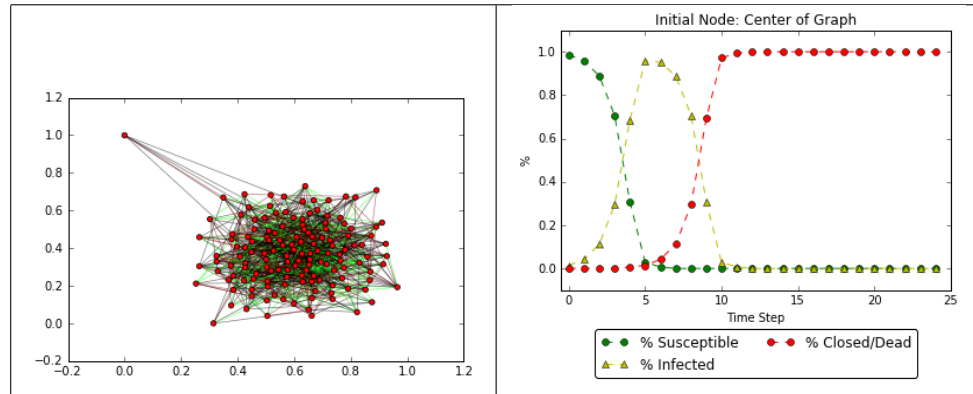 1.2
1.0
0.8
0.6
0.4
0.2
0.0
−0.2
−0.2 0.0 0.2 0.4 0.6 0.8 1.0 1.2
Initial Node: Center of Graph
1.0
0.8
0.6
0.4
0.2
0.0
%
0 5 10 15 20 25
Time Step
% Susceptible % Closed/Dead
% Infected